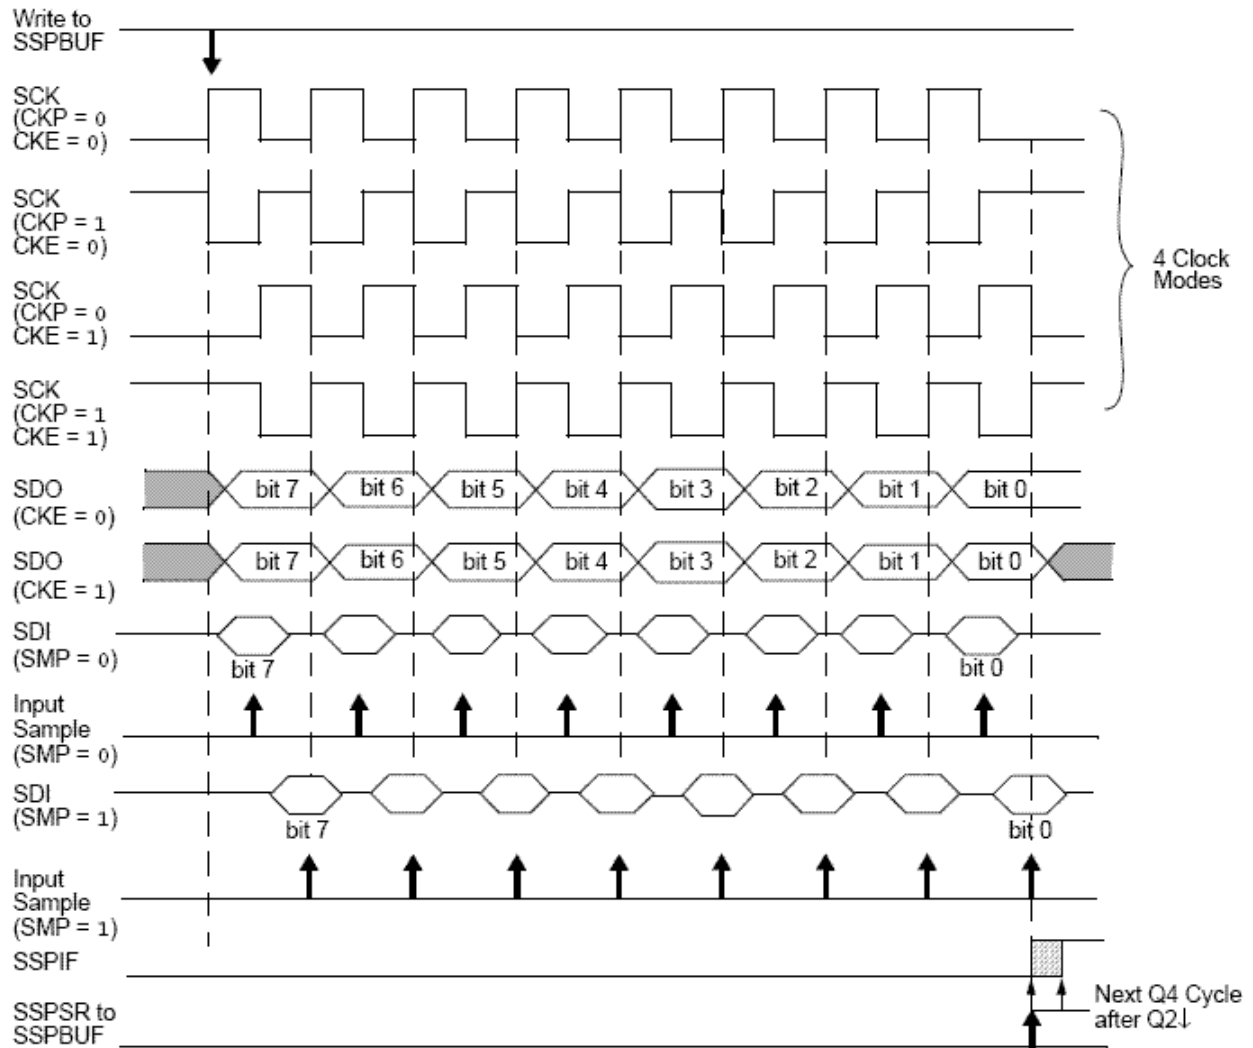 Write to
SSPBUF
SCK
(CKP = 0
CKE = 0)
SCK
(CKP = 1
CKE = 0)
SCK
(CKP = 0
CKE = 1)
SCK
(CKP = 1
CKE = 1)
4 Clock
Modes
SDO
(CKE = 0)
bit 7 bit 6 bit 5 bit 4 bit 3 bit 2 bit 1 bit 0
SDO
(CKE = 1)
bit 7 bit 6 bit 5 bit 4 bit 3 bit 2 bit 1 bit 0
SDI
(SMP = 0)
bit 7 bit 0
Input
Sample
(SMP = 0)
SDI
(SMP = 1)
bit 7 bit 0
Input
Sample
(SMP = 1)
SSPIF
SSPSR to
SSPBUF
Next Q4 Cycle
after Q2↓